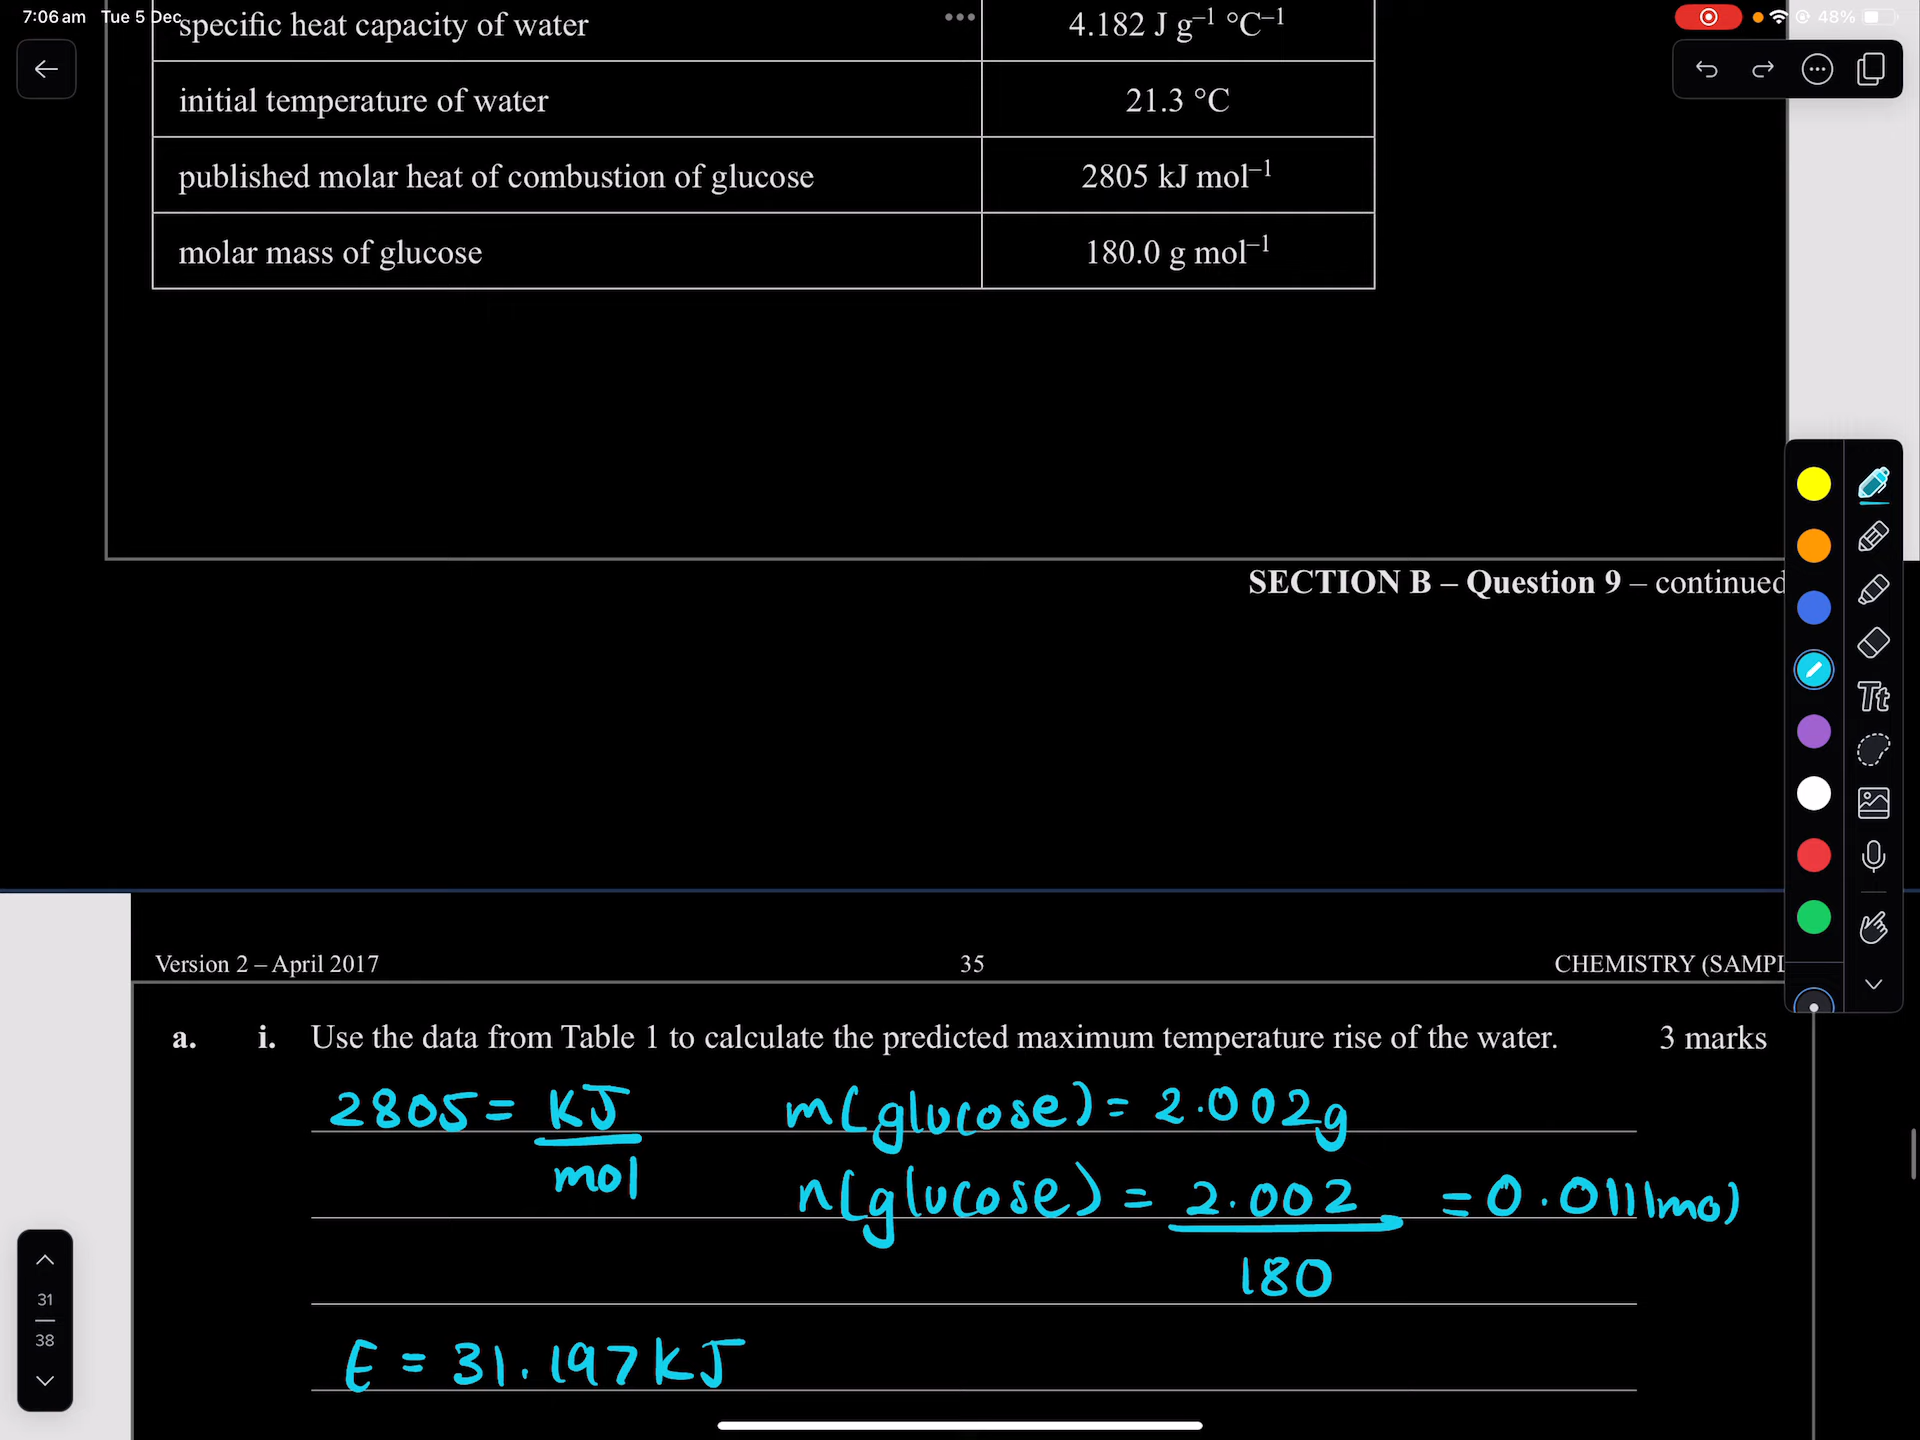 7:06 am Tue 5 Dec
48%
specific heat capacity of water 4.182 J g⁻¹ °C⁻¹
initial temperature of water 21.3 °C
published molar heat of combustion of glucose 2805 kJ mol⁻¹
molar mass of glucose 180.0 g mol⁻¹
SECTION B – Question 9 – continued
Tt
Version 2 – April 2017 35 CHEMISTRY (SAMPL
a. i. Use the data from Table 1 to calculate the predicted maximum temperature rise of the water. 3 marks
2805 = KJ/mol m(glucose) = 2.002g
n(glucose) = 2.002/180 = 0.0111mol
E = 31.197KJ
31
38